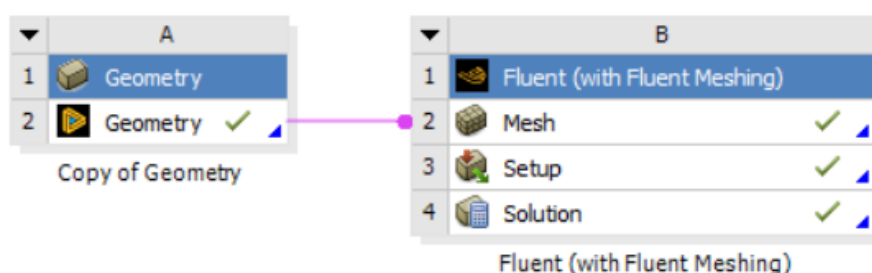 A
1 Geometry
2 Geometry
Copy of Geometry
B
1 Fluent (with Fluent Meshing)
2 Mesh
3 Setup
4 Solution
Fluent (with Fluent Meshing)